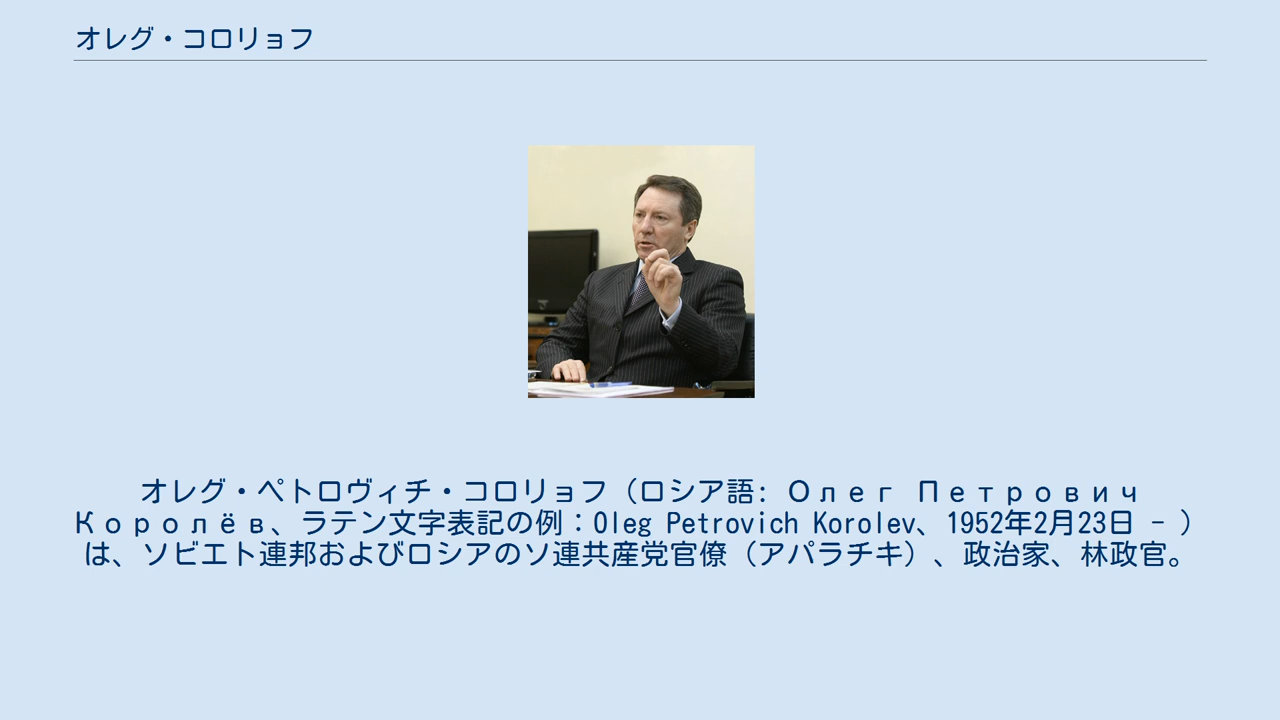 オレグ・コロリョフ
オレグ・ペトロヴィチ・コロリョフ（ロシア語: Олег Петрович
Королёв、ラテン文字表記の例：Oleg Petrovich Korolev、1952年2月23日 - ）
は、ソビエト連邦およびロシアのソ連共産党官僚（アパラチキ）、政治家、林政官。